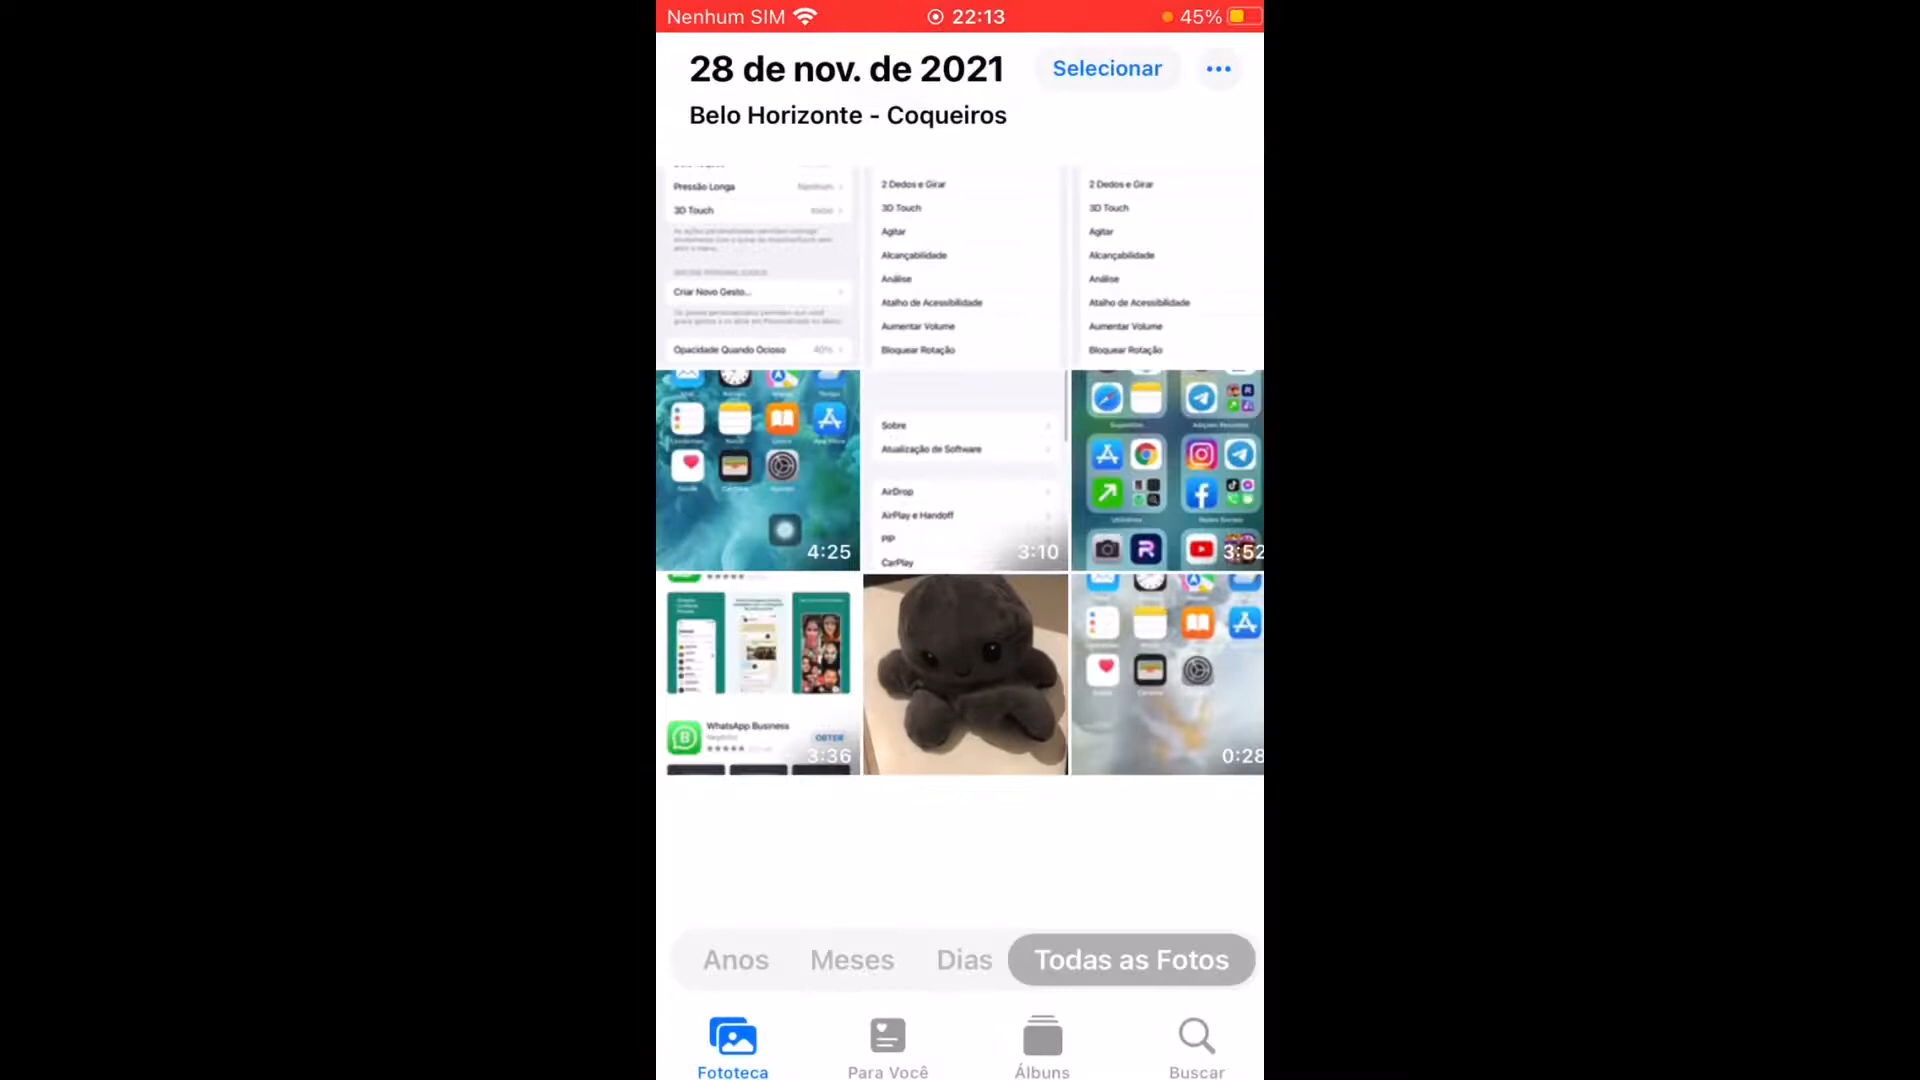 Nenhum SIM 22:13 45%
28 de nov. de 2021 Selecionar
Belo Horizonte - Coqueiros
Pressão Longa Nenhum
3D Touch
Criar Novo Gesto...
Opacidade Quando Ocioso 40%
2 Dedos e Girar
3D Touch
Agitar
Alcançabilidade
Análise
Atalho de Acessibilidade
Aumentar Volume
Bloquear Rotação
2 Dedos e Girar
3D Touch
Agitar
Alcançabilidade
Análise
Atalho de Acessibilidade
Aumentar Volume
Bloquear Rotação
4:25
Sobre
Atualização de Software
AirDrop
AirPlay e Handoff
PIP
CarPlay
3:10
3:52
WhatsApp Business
OBTER
3:36
0:28
Anos Meses Dias Todas as Fotos
Fototeca Para Você Álbuns Buscar